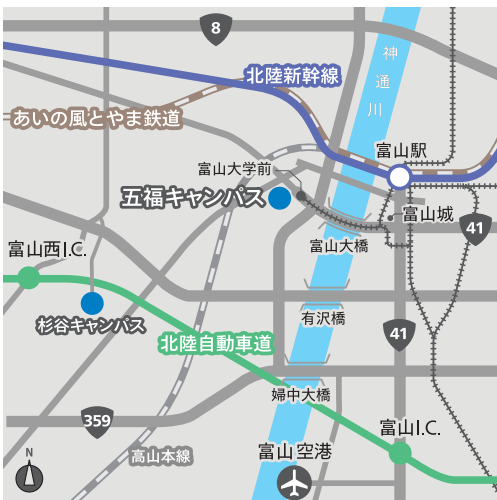 8
神通川
北陸新幹線
あいの風とやま鉄道
富山駅
富山大学前
五福キャンパス
富山城
41
富山大橋
富山西I.C.
杉谷キャンパス
有沢橋
北陸自動車道
41
婦中大橋
359
富山I.C.
高山本線
富山空港
N